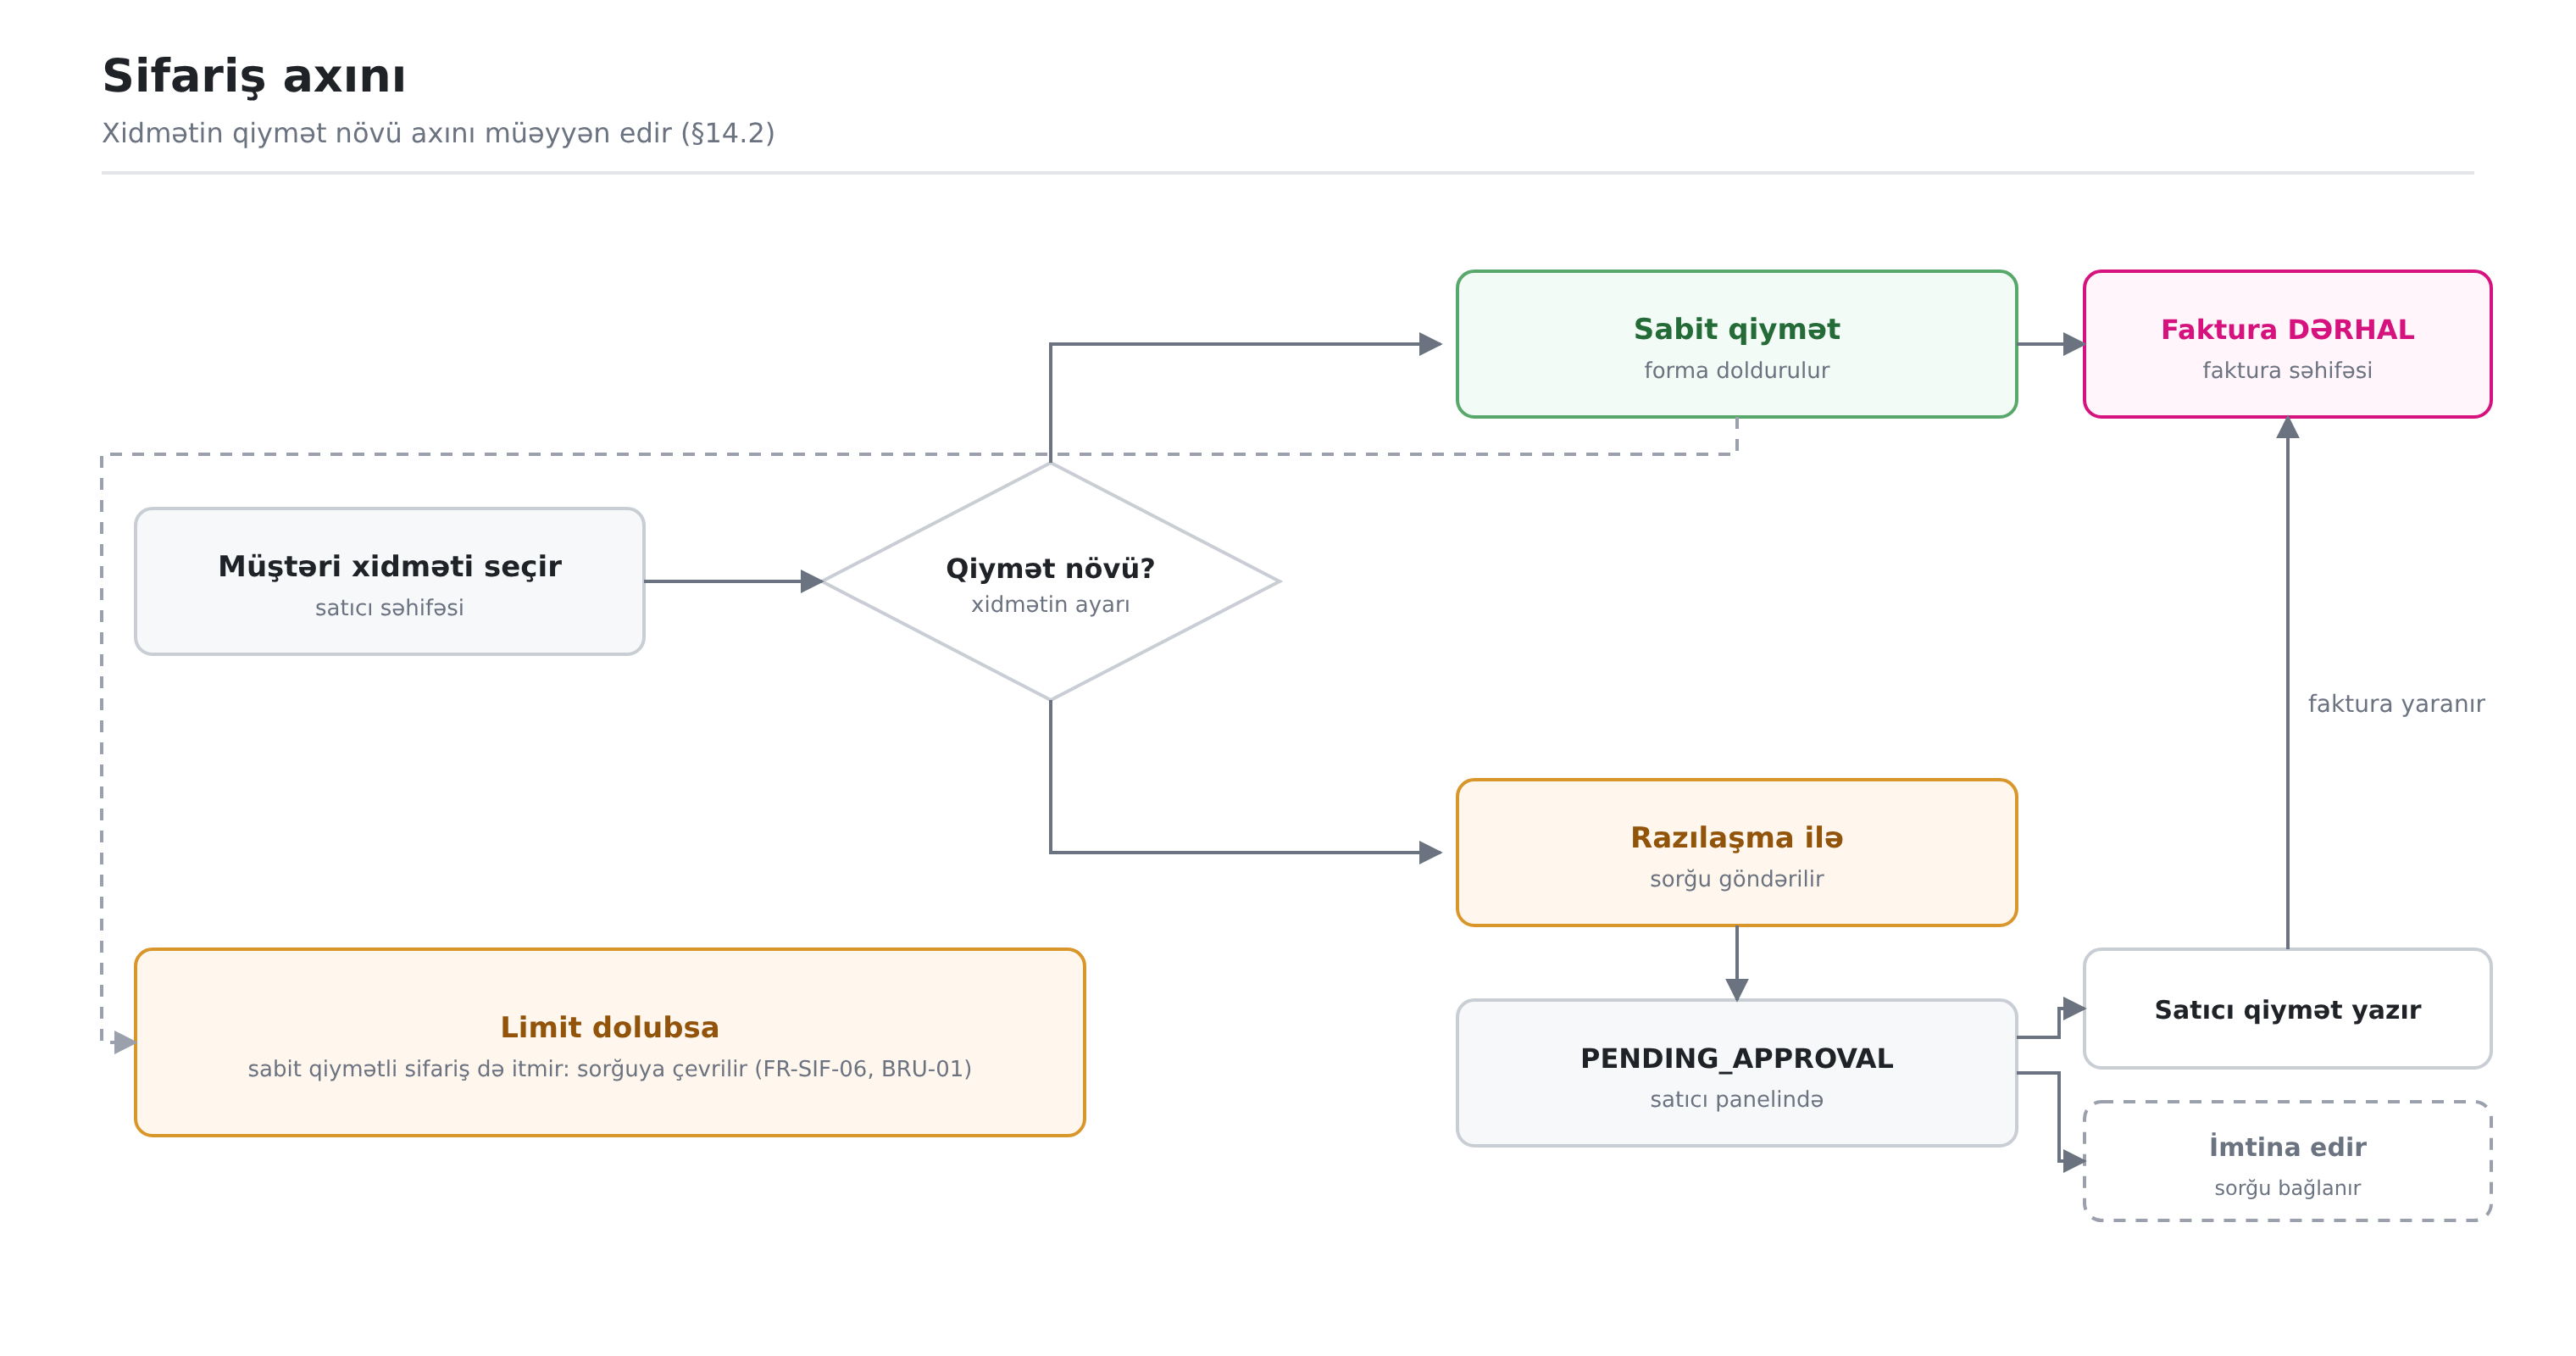 Sifariş axını
Xidmətin qiymət növü axını müəyyən edir (§14.2)
Sabit qiymət
forma doldurulur
Faktura DƏRHAL
faktura səhifəsi
Müştəri xidməti seçir
satıcı səhifəsi
Qiymət növü?
xidmətin ayarı
faktura yaranır
Razılaşma ilə
sorğu göndərilir
Limit dolubsa
sabit qiymətli sifariş də itmir: sorğuya çevrilir (FR-SIF-06, BRU-01)
PENDING_APPROVAL
satıcı panelində
Satıcı qiymət yazır
İmtina edir
sorğu bağlanır